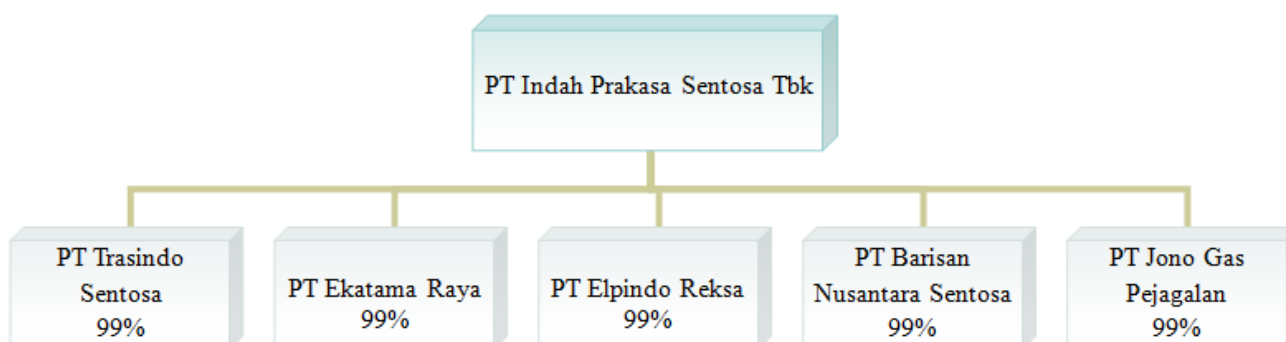 PT Indah Prakasa Sentosa Tbk
PT Trasindo
Sentosa
99%
PT Ekatama Raya
99%
PT Elpindo Reksa
99%
PT Barisan
Nusantara Sentosa
99%
PT Jono Gas
Pejagalan
99%